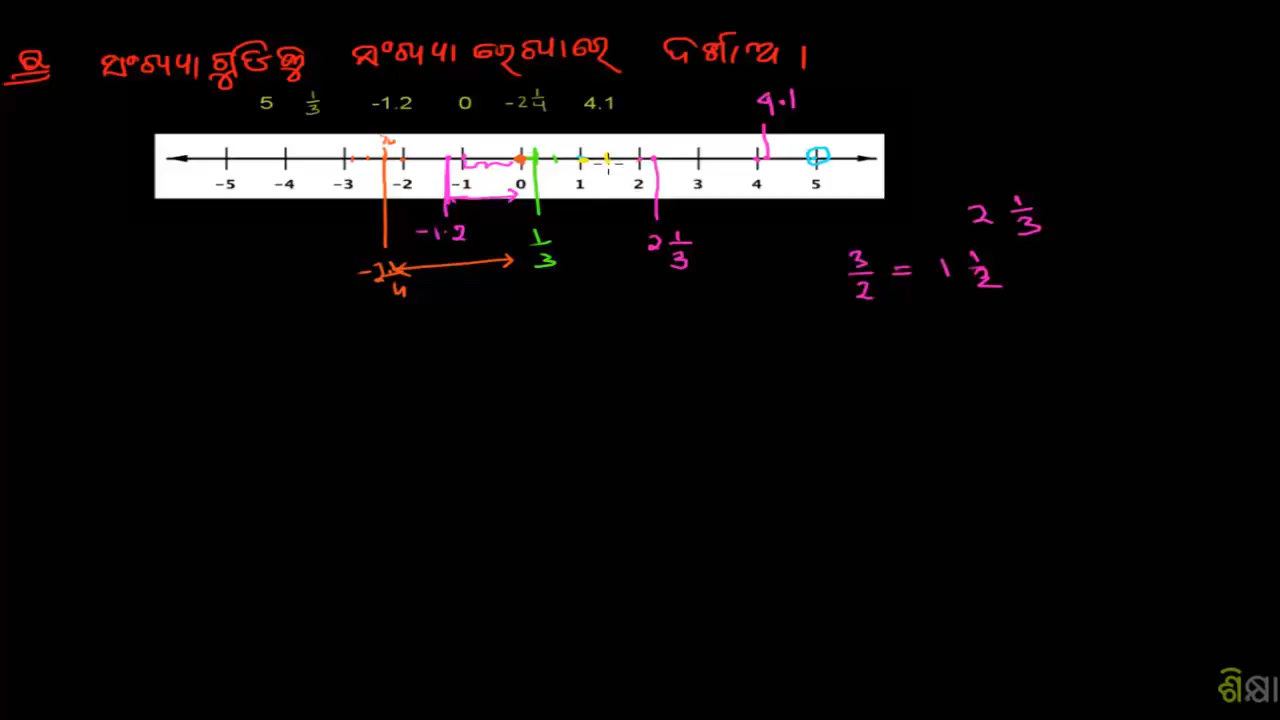 ଋ ସଂଖ୍ୟା ଗୁଡିକୁ ସଂଖ୍ୟା ରେଖାରେ ଦର୍ଶାଅ ।
5 1/3 -1.2 0 -2 1/4 4.1
4.1
-5 -4 -3 -2 -1 0 1 2 3 4 5
-1.2 1/3 2 1/3
2 1/3
3/2 = 1 1/2
ଶିକ୍ଷା